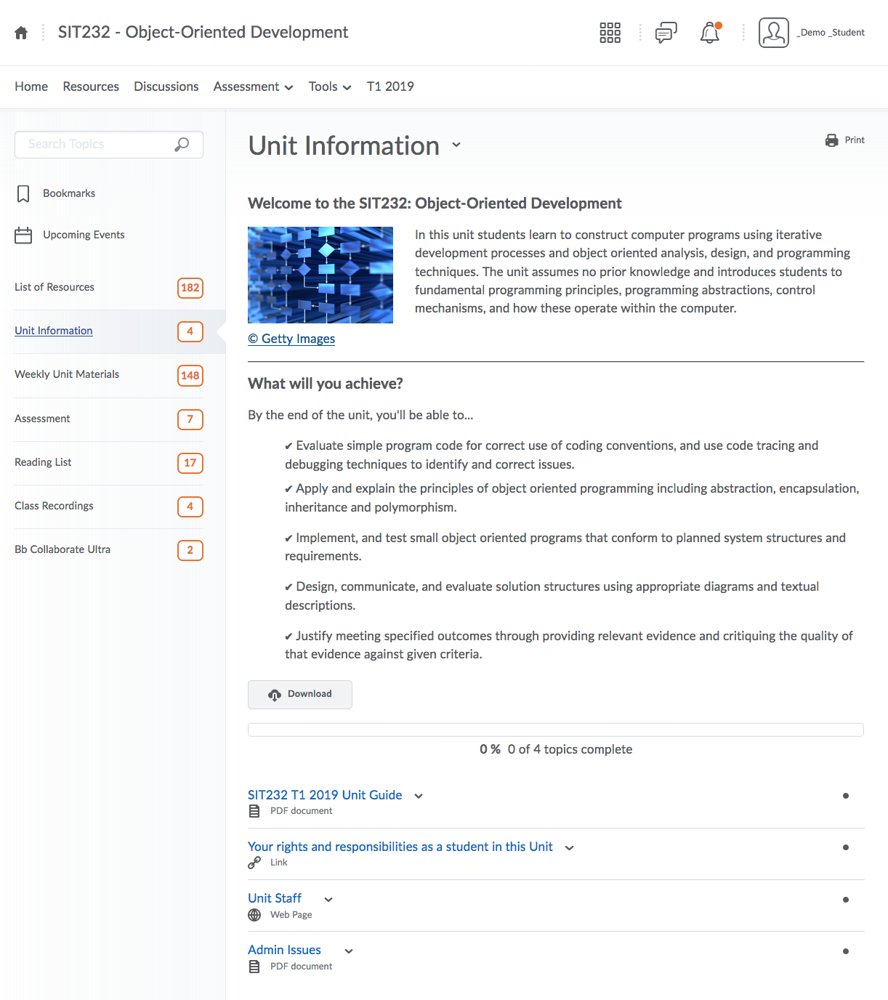 SIT232 - Object-Oriented Development
_Demo _Student
Home Resources Discussions Assessment Tools T1 2019
Search Topics
Bookmarks
Upcoming Events
List of Resources 182
Unit Information 4
Weekly Unit Materials 148
Assessment 7
Reading List 17
Class Recordings 4
Bb Collaborate Ultra 2
Unit Information
Print
Welcome to the SIT232: Object-Oriented Development
In this unit students learn to construct computer programs using iterative
development processes and object oriented analysis, design, and programming
techniques. The unit assumes no prior knowledge and introduces students to
fundamental programming principles, programming abstractions, control
mechanisms, and how these operate within the computer.
© Getty Images
What will you achieve?
By the end of the unit, you'll be able to...
✔ Evaluate simple program code for correct use of coding conventions, and use code tracing and
debugging techniques to identify and correct issues.
✔ Apply and explain the principles of object oriented programming including abstraction, encapsulation,
inheritance and polymorphism.
✔ Implement, and test small object oriented programs that conform to planned system structures and
requirements.
✔ Design, communicate, and evaluate solution structures using appropriate diagrams and textual
descriptions.
✔ Justify meeting specified outcomes through providing relevant evidence and critiquing the quality of
that evidence against given criteria.
Download
0 % 0 of 4 topics complete
SIT232 T1 2019 Unit Guide
PDF document
Your rights and responsibilities as a student in this Unit
Link
Unit Staff
Web Page
Admin Issues
PDF document